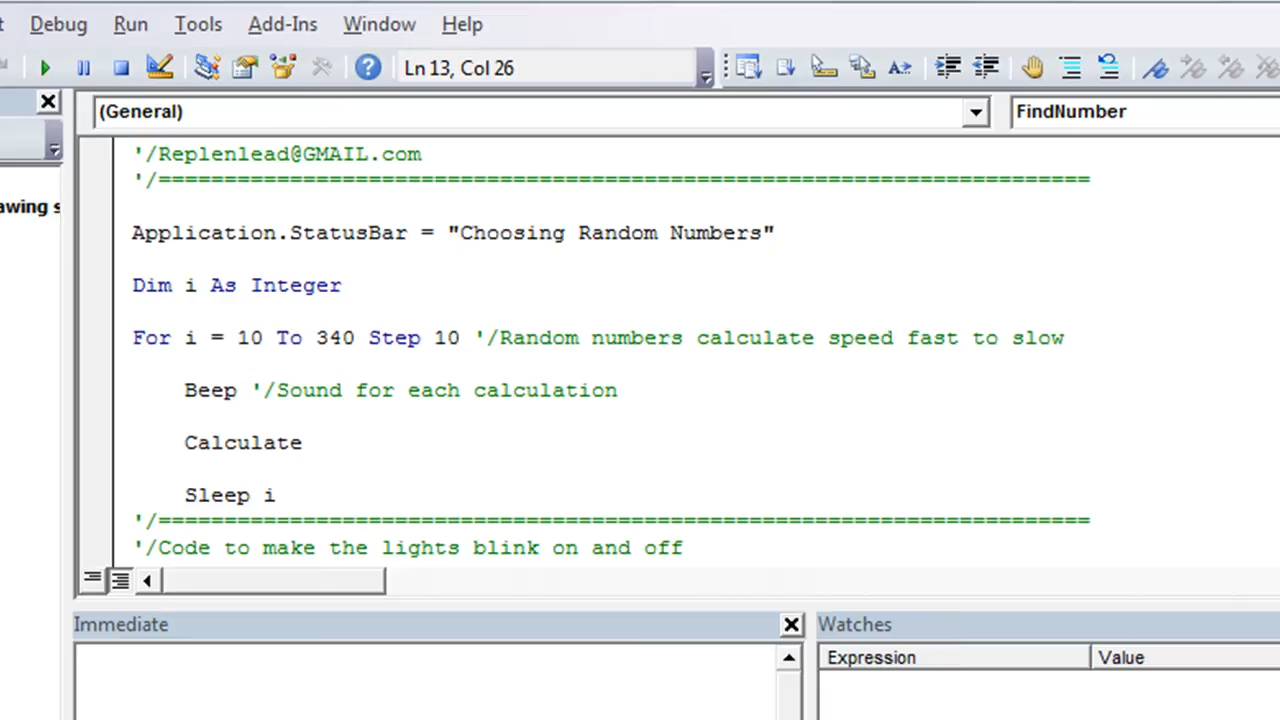 Debug Run Tools Add-Ins Window Help
Ln 13, Col 26
(General) FindNumber
'/Replenlead@GMAIL.com
'/=======================================================================
awing s
Application.StatusBar = "Choosing Random Numbers"
Dim i As Integer
For i = 10 To 340 Step 10 '/Random numbers calculate speed fast to slow
Beep '/Sound for each calculation
Calculate
Sleep i
'/=======================================================================
'/Code to make the lights blink on and off
Immediate Watches
Expression Value